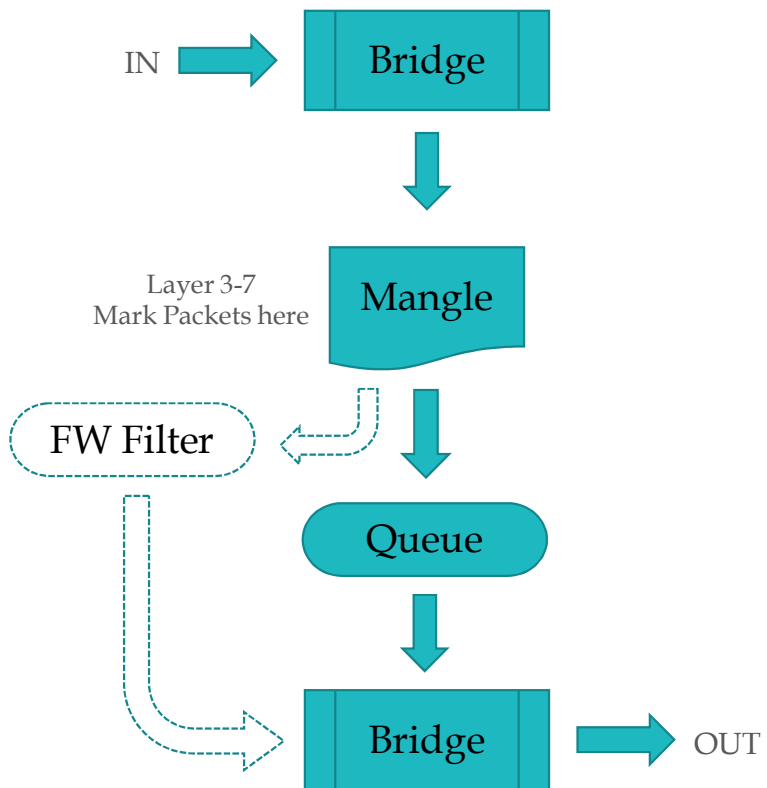 IN
Bridge
Layer 3-7
Mark Packets here
Mangle
FW Filter
Queue
Bridge
OUT